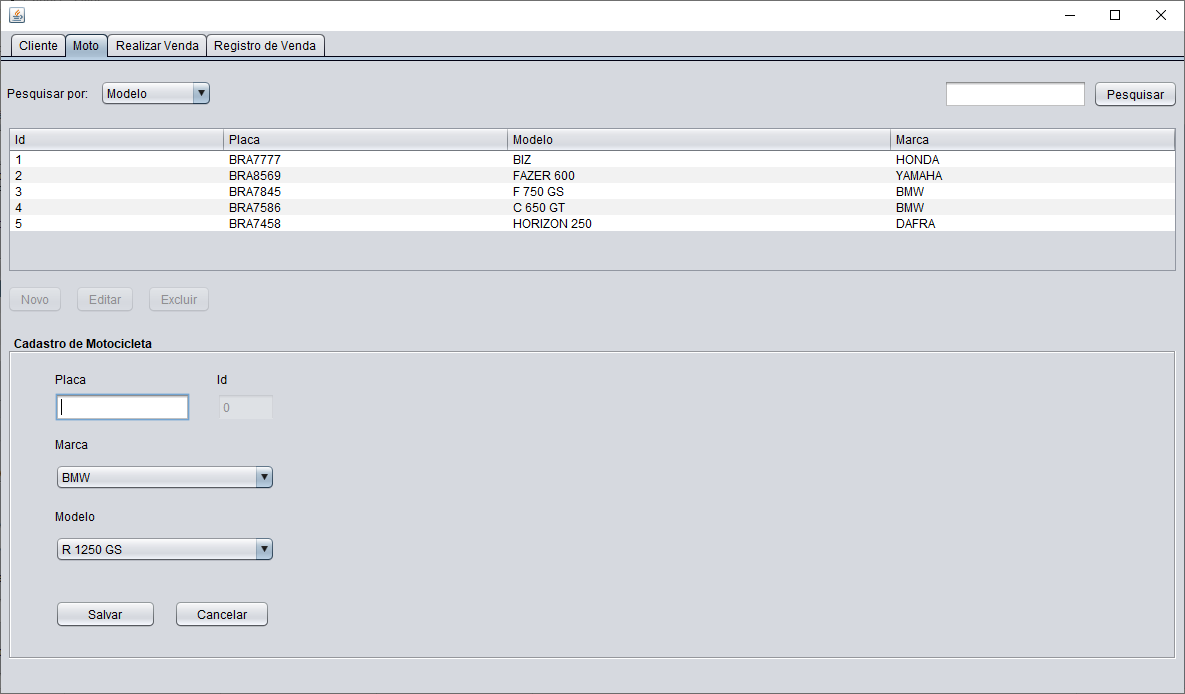 Cliente Moto Realizar Venda Registro de Venda
Pesquisar por: Modelo Pesquisar
Id Placa Modelo Marca
1 BRA7777 BIZ HONDA
2 BRA8569 FAZER 600 YAMAHA
3 BRA7845 F 750 GS BMW
4 BRA7586 C 650 GT BMW
5 BRA7458 HORIZON 250 DAFRA
Novo Editar Excluir
Cadastro de Motocicleta
Placa Id
0
Marca
BMW
Modelo
R 1250 GS
Salvar Cancelar